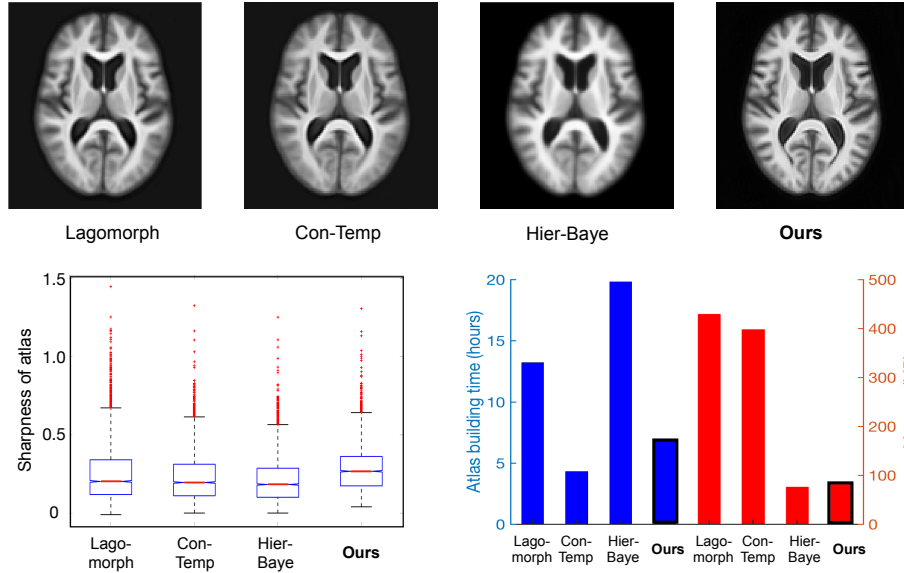 Lagomorph
Con-Temp
Hier-Baye
Ours
Sharpness of atlas
1.5
1.0
0.5
0
Lago-
morph
Con-
Temp
Hier-
Baye
Ours
Atlas building time (hours)
20
15
10
5
0
500
400
300
200
100
0
Lago-
morph
Con-
Temp
Hier-
Baye
Ours
Lago-
morph
Con-
Temp
Hier-
Baye
Ours